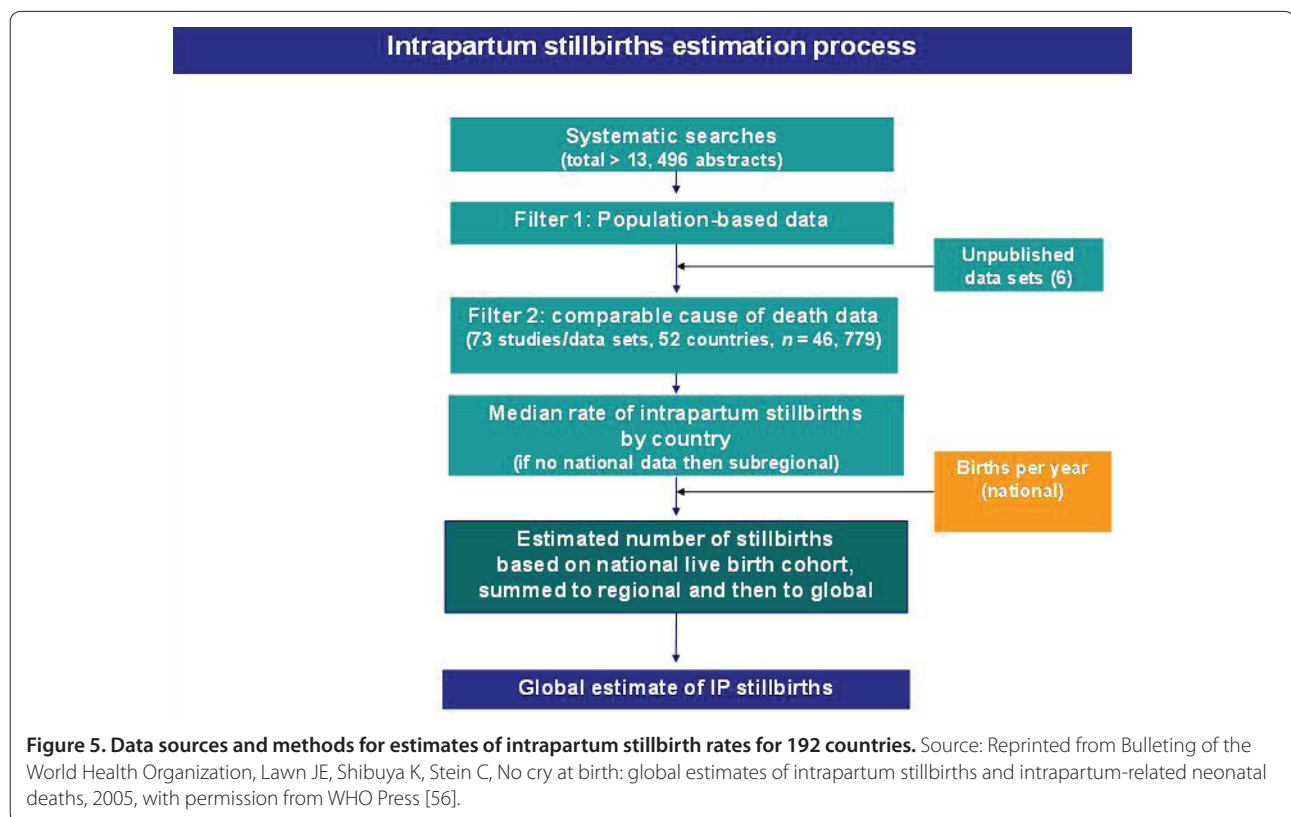 Intrapartum stillbirths estimation process
Systematic searches
(total > 13, 496 abstracts)
Filter 1: Population-based data
Unpublished
data sets (6)
Filter 2: comparable cause of death data
(73 studies/data sets, 52 countries, n = 46, 779)
Median rate of intrapartum stillbirths
by country
(if no national data then subregional)
Births per year
(national)
Estimated number of stillbirths
based on national live birth cohort,
summed to regional and then to global
Global estimate of IP stillbirths
Figure 5. Data sources and methods for estimates of intrapartum stillbirth rates for 192 countries. Source: Reprinted from Bulleting of the
World Health Organization, Lawn JE, Shibuya K, Stein C, No cry at birth: global estimates of intrapartum stillbirths and intrapartum-related neonatal
deaths, 2005, with permission from WHO Press [56].